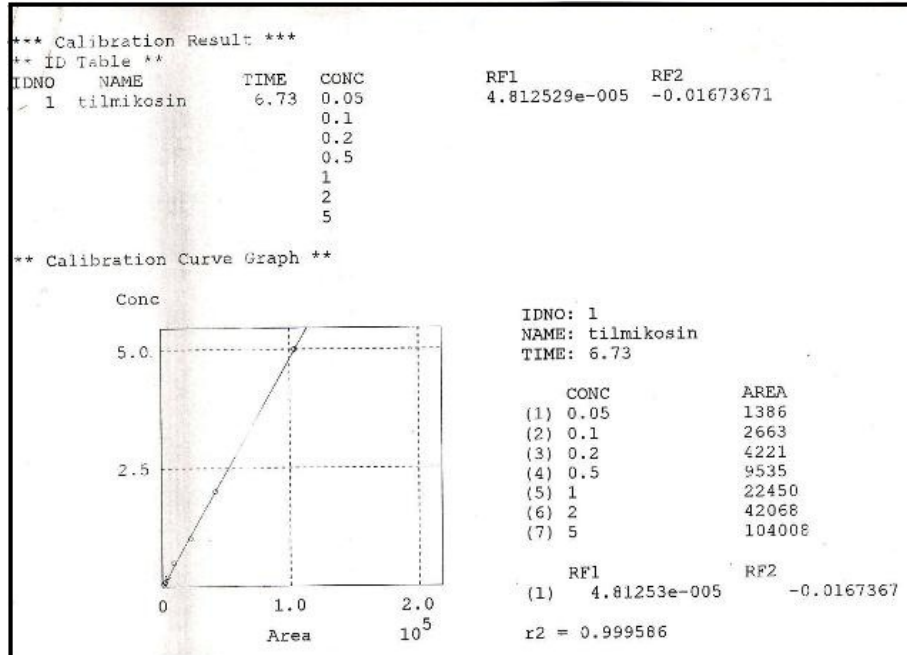 *** Calibration Result ***
** ID Table **
IDNO NAME TIME CONC RF1 RF2
1 tilmikosin 6.73 0.05 4.812529e-005 -0.01673671
0.1
0.2
0.5
1
2
5
** Calibration Curve Graph **
Conc
5.0
2.5
0 1.0 2.0
Area 10^5
IDNO: 1
NAME: tilmikosin
TIME: 6.73
CONC AREA
(1) 0.05 1386
(2) 0.1 2663
(3) 0.2 4221
(4) 0.5 9535
(5) 1 22450
(6) 2 42068
(7) 5 104008
RF1 RF2
(1) 4.81253e-005 -0.0167367
r2 = 0.999586